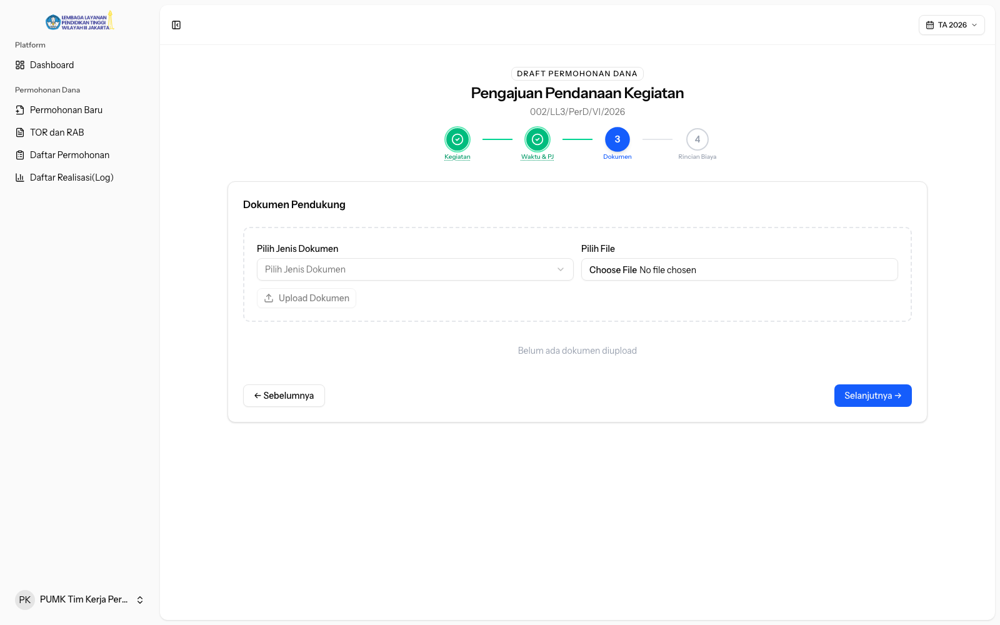 LEMBAGA LAYANAN
PENDIDIKAN TINGGI
WILAYAH III JAKARTA
Platform
Dashboard
Permohonan Dana
Permohonan Baru
TOR dan RAB
Daftar Permohonan
Daftar Realisasi(Log)
PK
PUMK Tim Kerja Per...
TA 2026
DRAFT PERMOHONAN DANA
Pengajuan Pendanaan Kegiatan
002/LL3/PerD/VI/2026
3
4
Kegiatan
Waktu & PJ
Dokumen
Rincian Biaya
Dokumen Pendukung
Pilih Jenis Dokumen
Pilih File
Pilih Jenis Dokumen
Choose File No file chosen
Upload Dokumen
Belum ada dokumen diupload
← Sebelumnya
Selanjutnya →